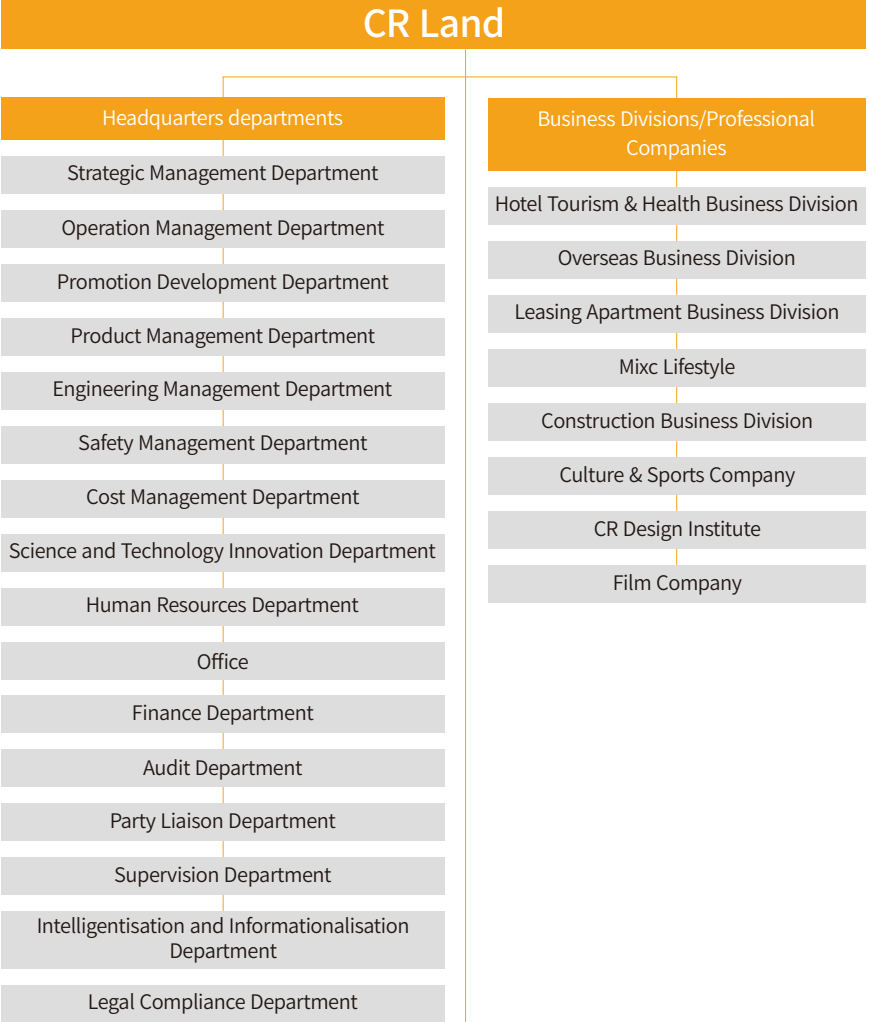 CR Land
Headquarters departments
Strategic Management Department
Operation Management Department
Promotion Development Department
Product Management Department
Engineering Management Department
Safety Management Department
Cost Management Department
Science and Technology Innovation Department
Human Resources Department
Office
Finance Department
Audit Department
Party Liaison Department
Supervision Department
Intelligentisation and Informationalisation
Department
Legal Compliance Department
Business Divisions/Professional
Companies
Hotel Tourism & Health Business Division
Overseas Business Division
Leasing Apartment Business Division
Mixc Lifestyle
Construction Business Division
Culture & Sports Company
CR Design Institute
Film Company